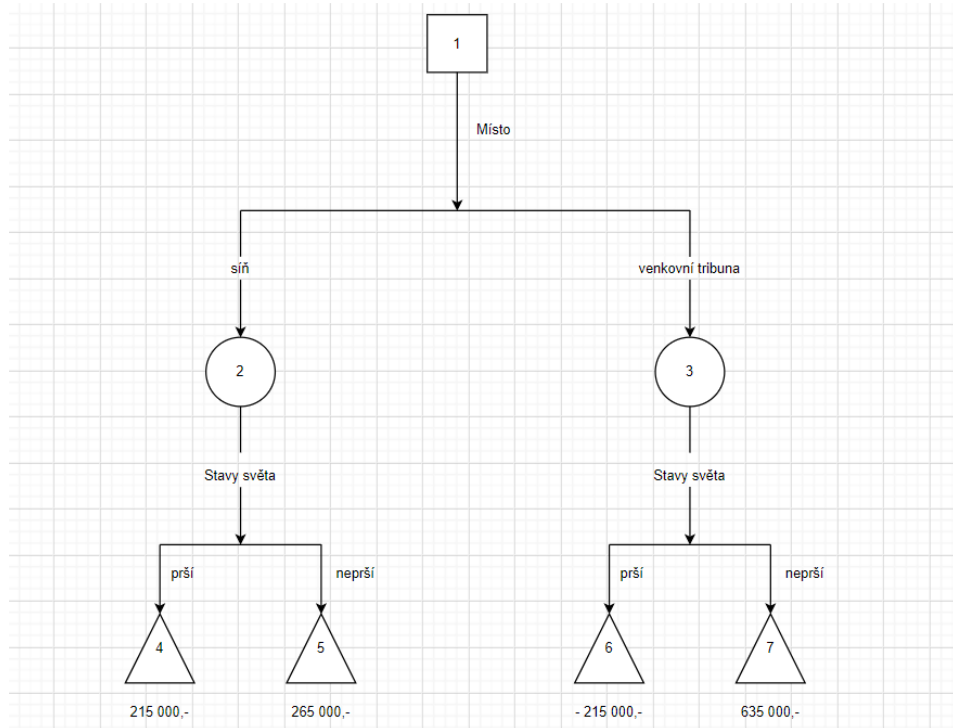 1
Místo
síň
venkovní tribuna
2
3
Stavy světa
Stavy světa
prší
neprší
prší
neprší
4
5
6
7
215 000,-
265 000,-
- 215 000,-
635 000,-